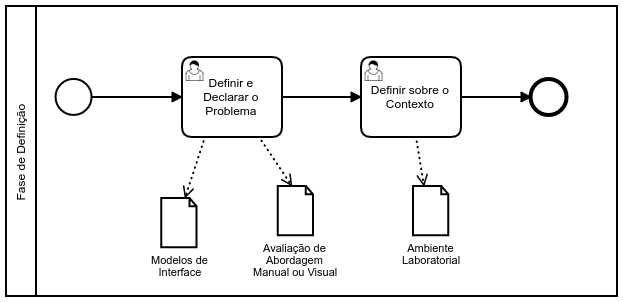 Fase de Definição
Definir e
Declarar o
Problema
Definir sobre o
Contexto
Modelos de
Interface
Avaliação de
Abordagem
Manual ou Visual
Ambiente
Laboratorial